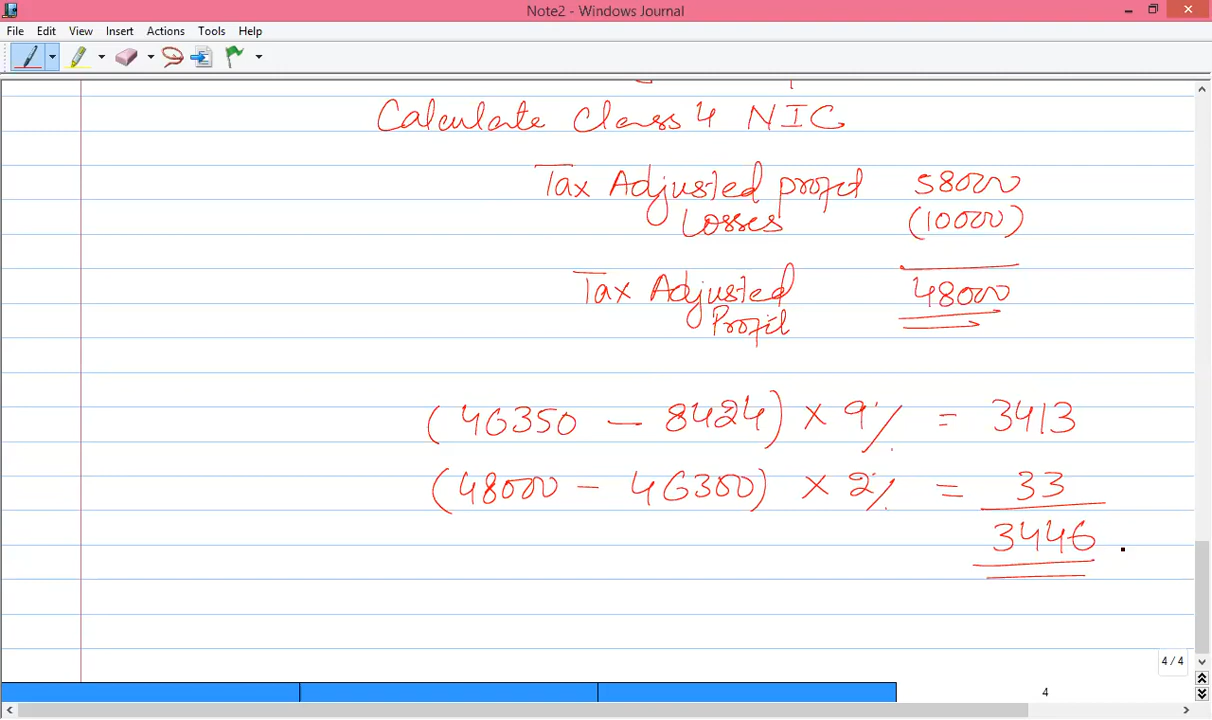 Note2 - Windows Journal
File Edit View Insert Actions Tools Help
Calculate Class 4 NIC
Tax Adjusted profit 58000
Losses (10000)
Tax Adjusted 48000
Profit
(46350 - 8424) × 9% = 3413
(48000 - 46300) × 2% = 33
3446
4 / 4
4